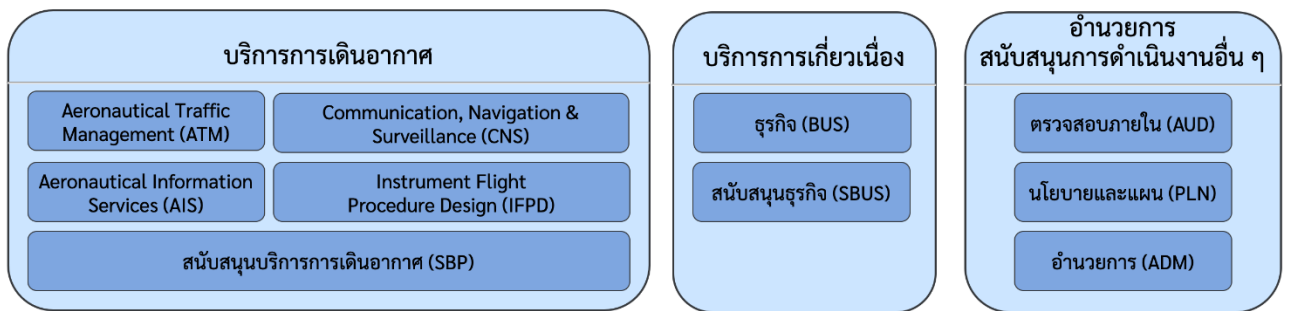 บริการการเดินอากาศ
Aeronautical Traffic
Management (ATM)
Communication, Navigation &
Surveillance (CNS)
Aeronautical Information
Services (AIS)
Instrument Flight
Procedure Design (IFPD)
สนับสนุนบริการการเดินอากาศ (SBP)
บริการการเกี่ยวเนื่อง
ธุรกิจ (BUS)
สนับสนุนธุรกิจ (SBUS)
อำนวยการ
สนับสนุนการดำเนินงานอื่น ๆ
ตรวจสอบภายใน (AUD)
นโยบายและแผน (PLN)
อำนวยการ (ADM)